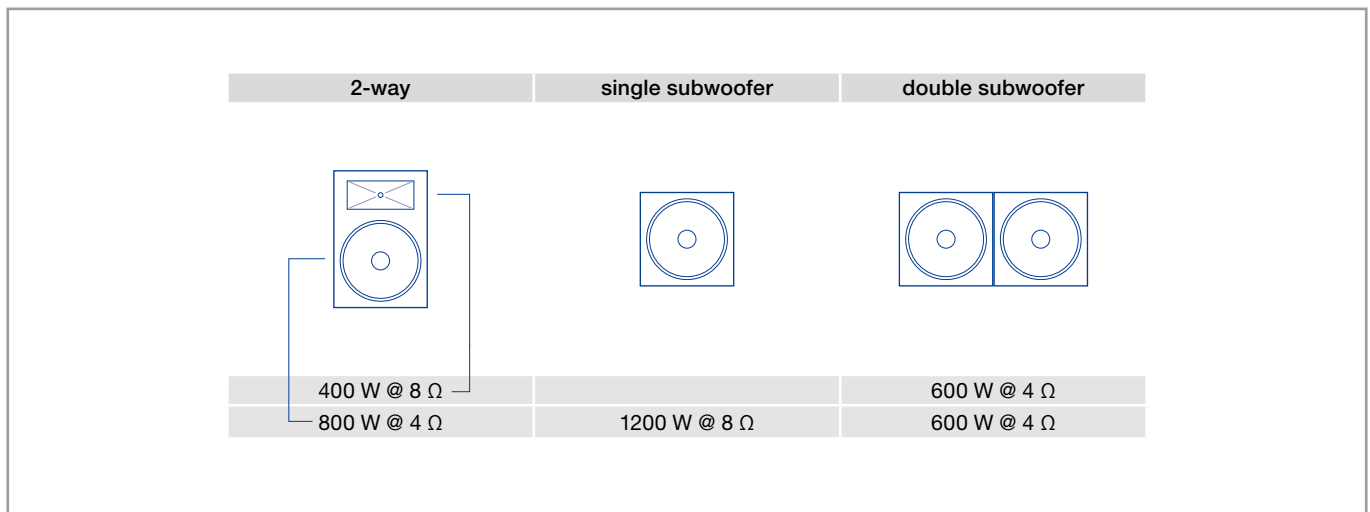 2-way single subwoofer double subwoofer
400 W @ 8 Ω 600 W @ 4 Ω
800 W @ 4 Ω 1200 W @ 8 Ω 600 W @ 4 Ω